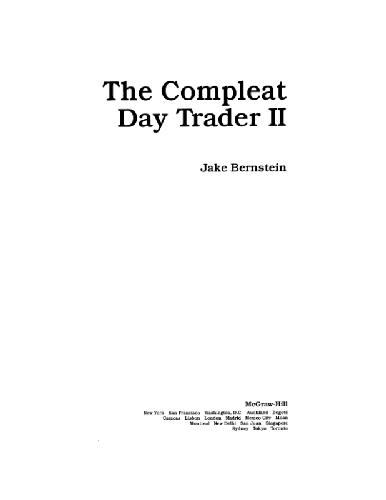 The Compleat
Day Trader II
Jake Bernstein
McGraw-Hill
New York San Francisco Washington, D.C. Auckland Bogotá
Caracas Lisbon London Madrid Mexico City Milan
Montreal New Delhi San Juan Singapore
Sydney Tokyo Toronto